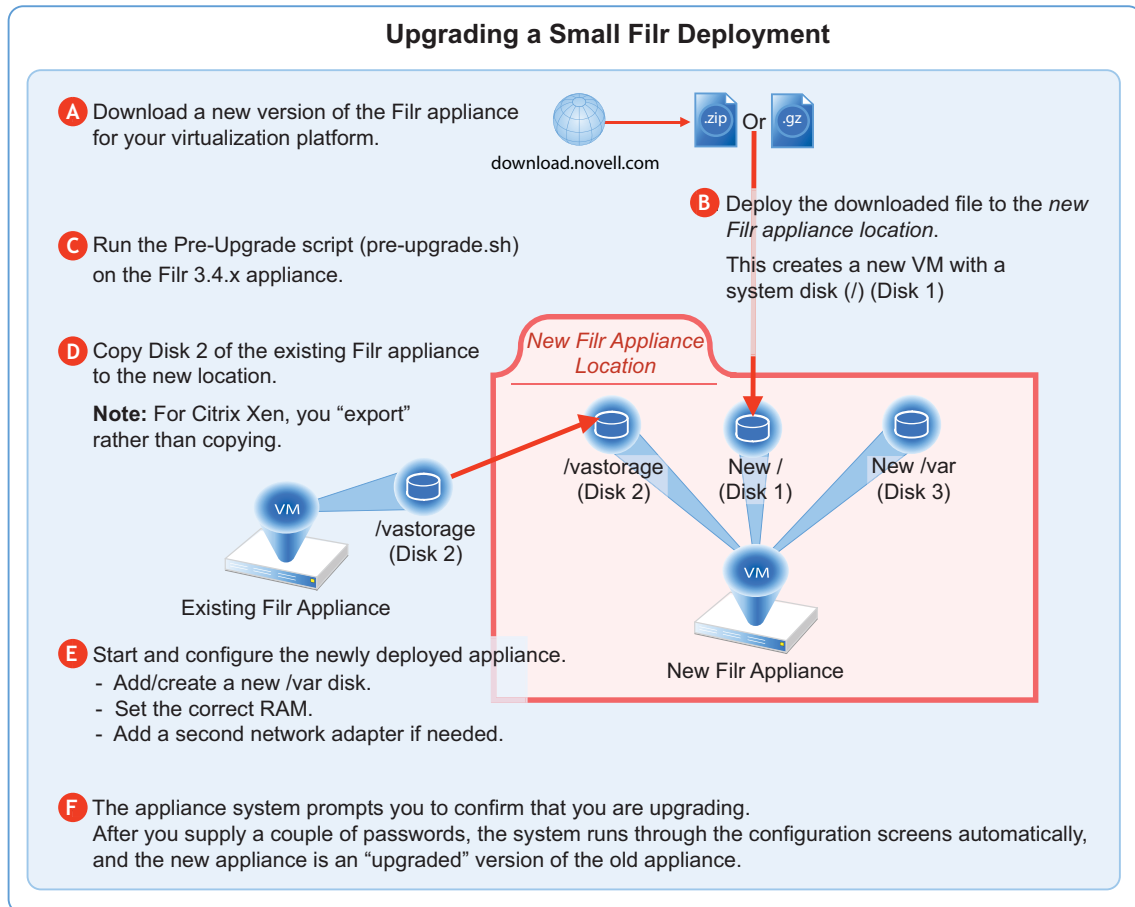 Upgrading a Small Filr Deployment
A
Download a new version of the Filr appliance
for your virtualization platform.
download.novell.com
.zip
Or
.gz
B
Deploy the downloaded file to the new
Filr appliance location.
This creates a new VM with a
system disk (/) (Disk 1)
C
Run the Pre-Upgrade script (pre-upgrade.sh)
on the Filr 3.4.x appliance.
D
Copy Disk 2 of the existing Filr appliance
to the new location.
Note: For Citrix Xen, you “export”
rather than copying.
VM
/vastorage
(Disk 2)
Existing Filr Appliance
New Filr Appliance
Location
/vastorage
(Disk 2)
New /
(Disk 1)
New /var
(Disk 3)
VM
New Filr Appliance
E
Start and configure the newly deployed appliance.
- Add/create a new /var disk.
- Set the correct RAM.
- Add a second network adapter if needed.
F
The appliance system prompts you to confirm that you are upgrading.
After you supply a couple of passwords, the system runs through the configuration screens automatically,
and the new appliance is an “upgraded” version of the old appliance.